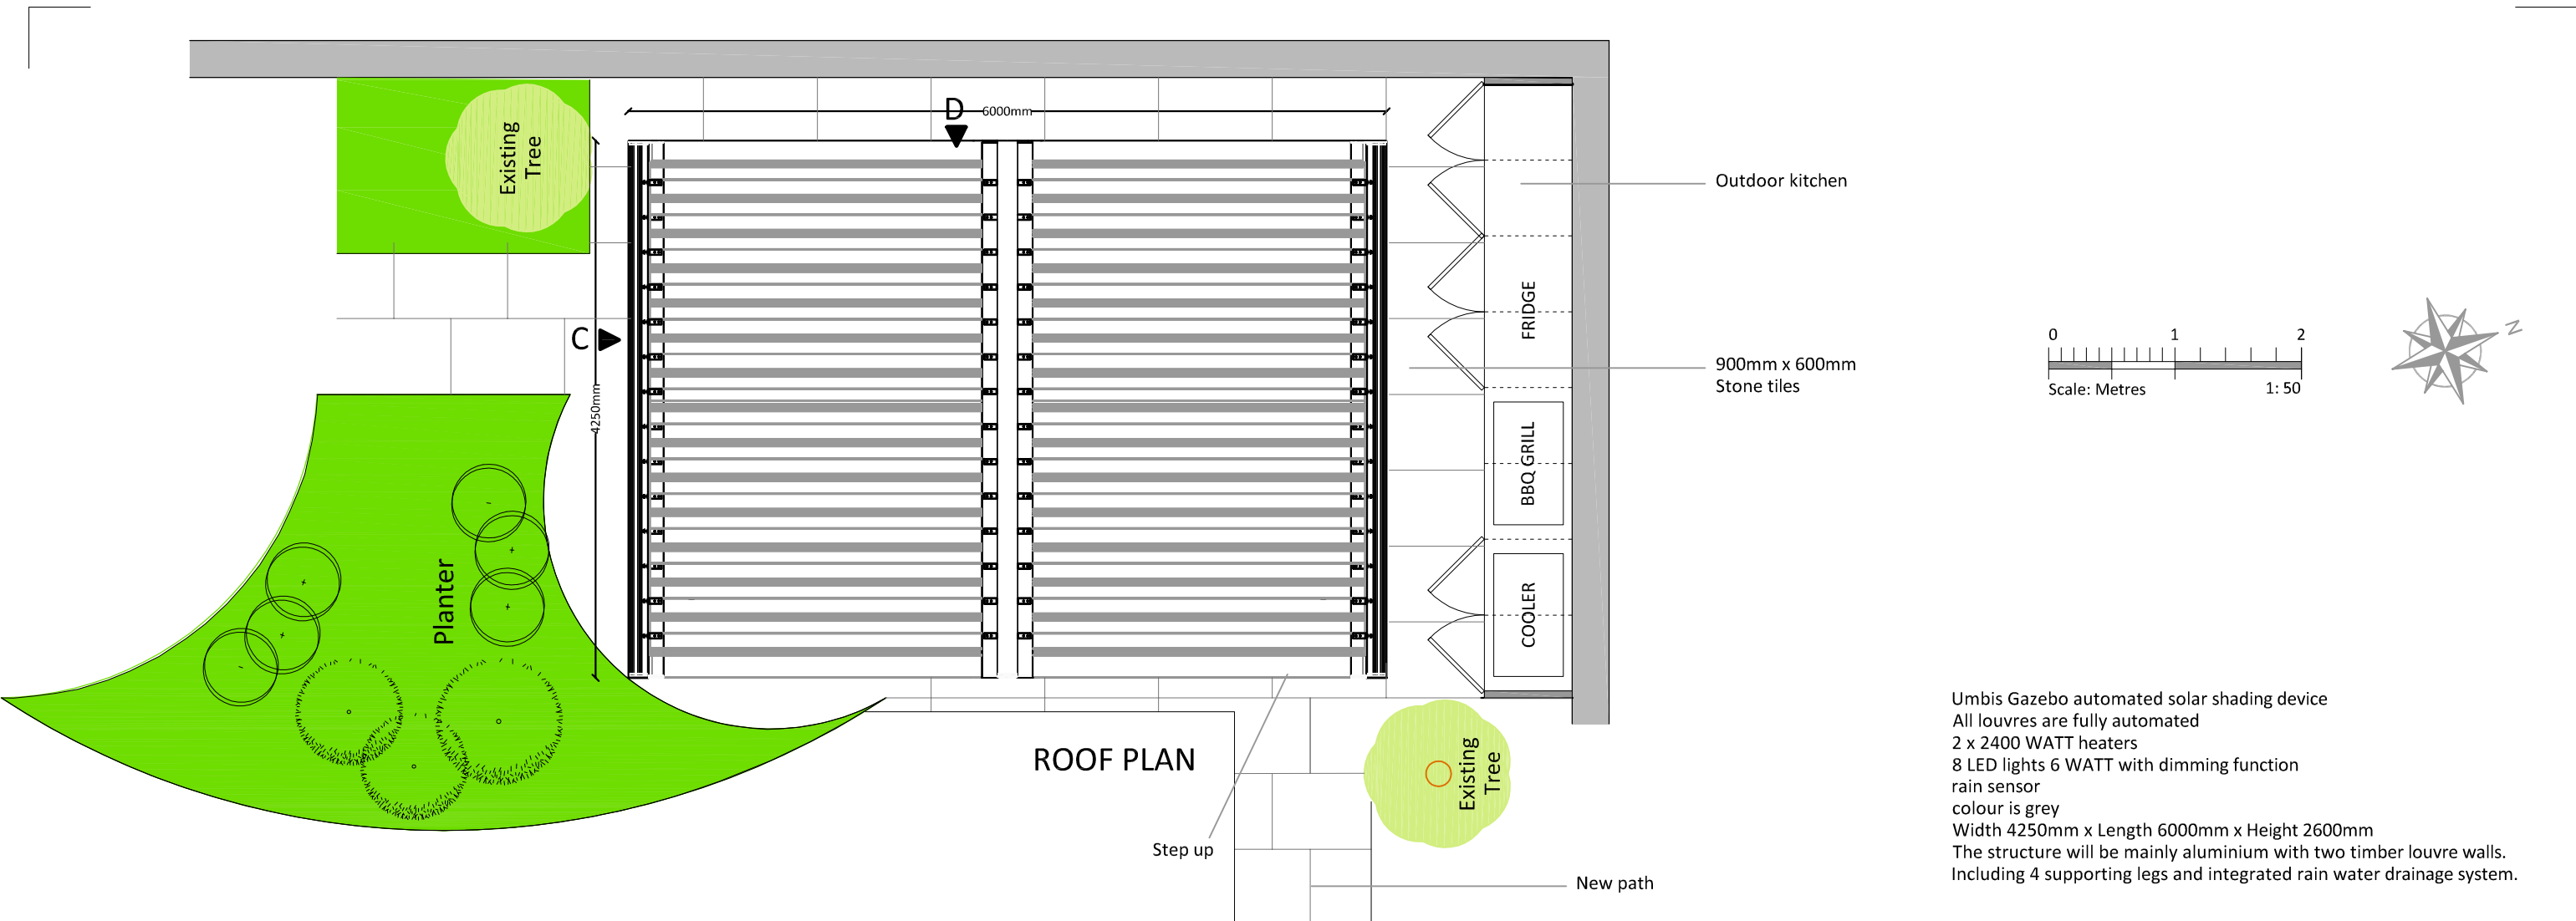 D
6000mm
Existing
Tree
Outdoor kitchen
C
4250mm
FRIDGE
900mm x 600mm
Stone tiles
BBQ GRILL
COOLER
Planter
ROOF PLAN
Existing
Tree
Step up
New path
0 1 2
Scale: Metres 1: 50
N
Umbis Gazebo automated solar shading device
All louvres are fully automated
2 x 2400 WATT heaters
8 LED lights 6 WATT with dimming function
rain sensor
colour is grey
Width 4250mm x Length 6000mm x Height 2600mm
The structure will be mainly aluminium with two timber louvre walls.
Including 4 supporting legs and integrated rain water drainage system.